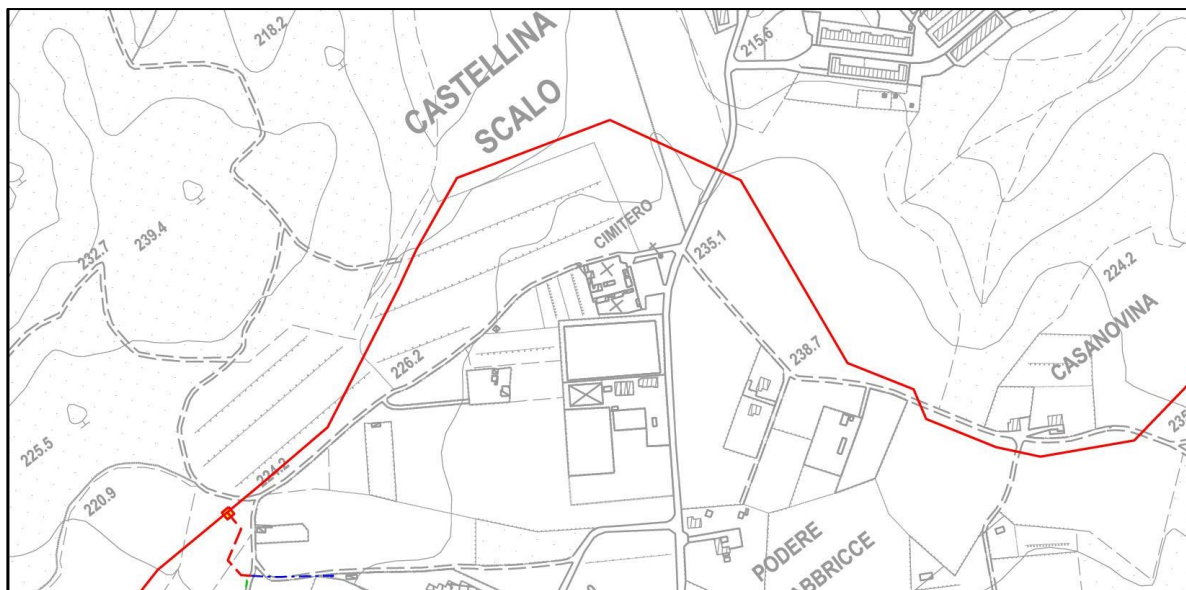 218.2
CASTELLINA
SCALO
215.6
239.4
232.7
CIMITERO
235.1
224.2
CASANOVINA
226.2
238.7
225.5
224.2
220.9
PODERE
ABBRICCE